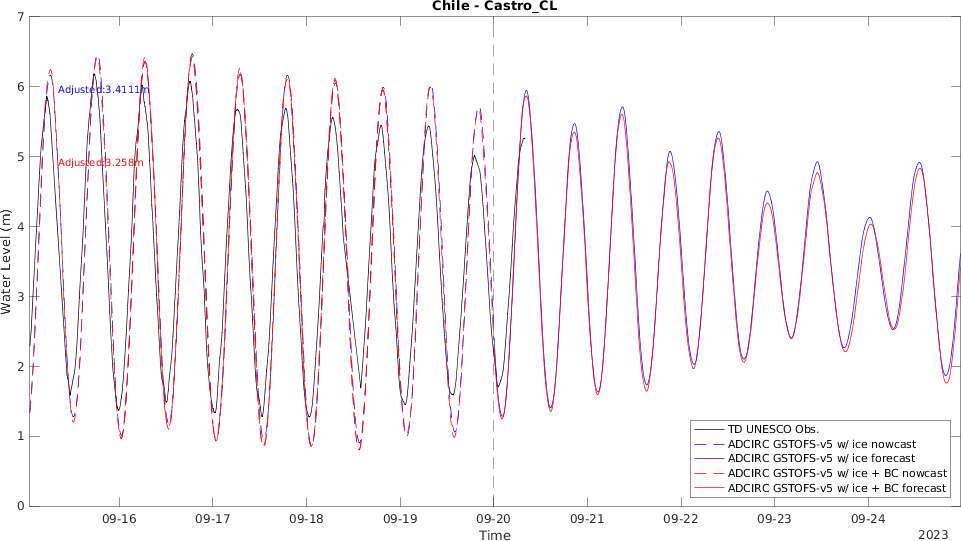 Chile - Castro_CL
7
6
5
4
3
2
1
0
Water Level (m)
Adjusted:3.4111m
Adjusted:3.258m
TD UNESCO Obs.
ADCIRC GSTOFS-v5 w/ ice nowcast
ADCIRC GSTOFS-v5 w/ ice forecast
ADCIRC GSTOFS-v5 w/ ice + BC nowcast
ADCIRC GSTOFS-v5 w/ ice + BC forecast
09-16 09-17 09-18 09-19 09-20 09-21 09-22 09-23 09-24
Time
2023